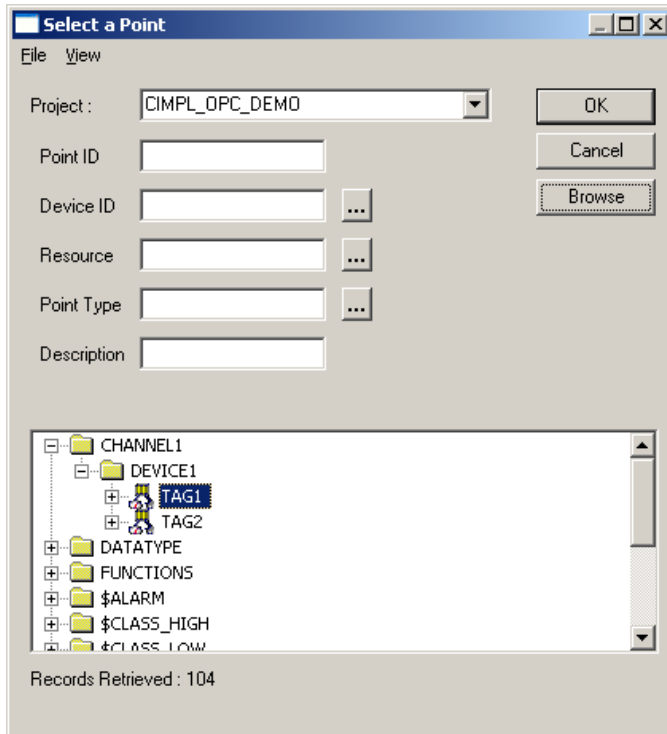 Select a Point
File View
Project : CIMPL_OPC_DEMO OK
Point ID Cancel
Device ID ... Browse
Resource ...
Point Type ...
Description
CHANNEL1
DEVICE1
TAG1
TAG2
DATATYPE
FUNCTIONS
$ALARM
$CLASS_HIGH
$CLASS_LOW
Records Retrieved : 104